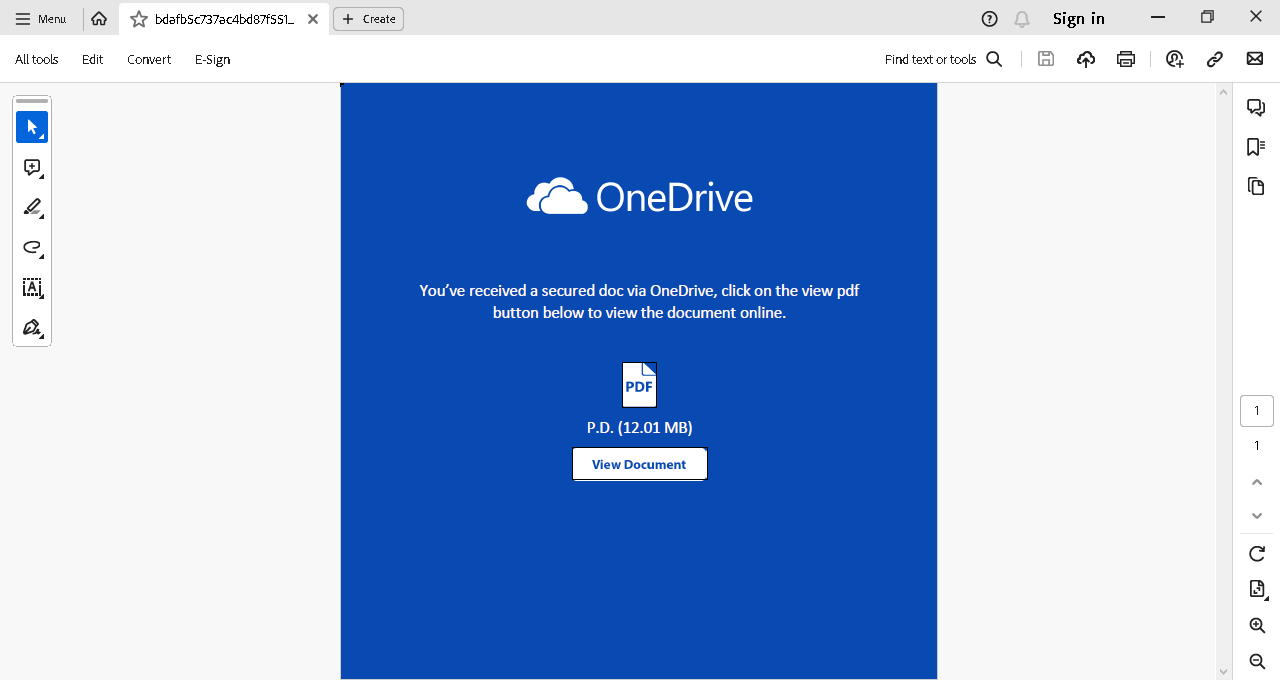 Menu
bdafb5c737ac4bd87f551_
Create
Sign in
All tools
Edit
Convert
E-Sign
Find text or tools
OneDrive
You’ve received a secured doc via OneDrive, click on the view pdf
button below to view the document online.
PDF
P.D. (12.01 MB)
View Document
1
1